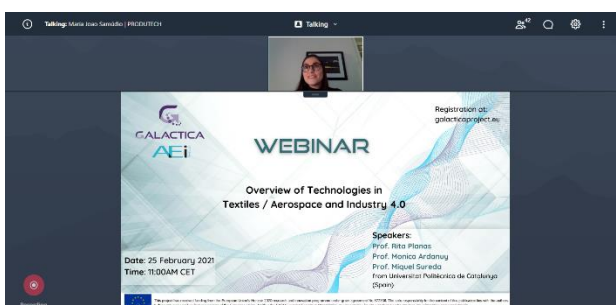 Talking: Maria Joao Samúdio | PRODUTECH
Talking
42
GALACTICA
AEi
WEBINAR
Registration at:
galacticaproject.eu
Overview of Technologies in
Textiles / Aerospace and Industry 4.0
Speakers:
Prof. Rita Planas
Prof. Monica Ardanuy
Prof. Miquel Sureda
from Universitat Politècnica de Catalunya
(Spain)
Date: 25 February 2021
Time: 11:00AM CET